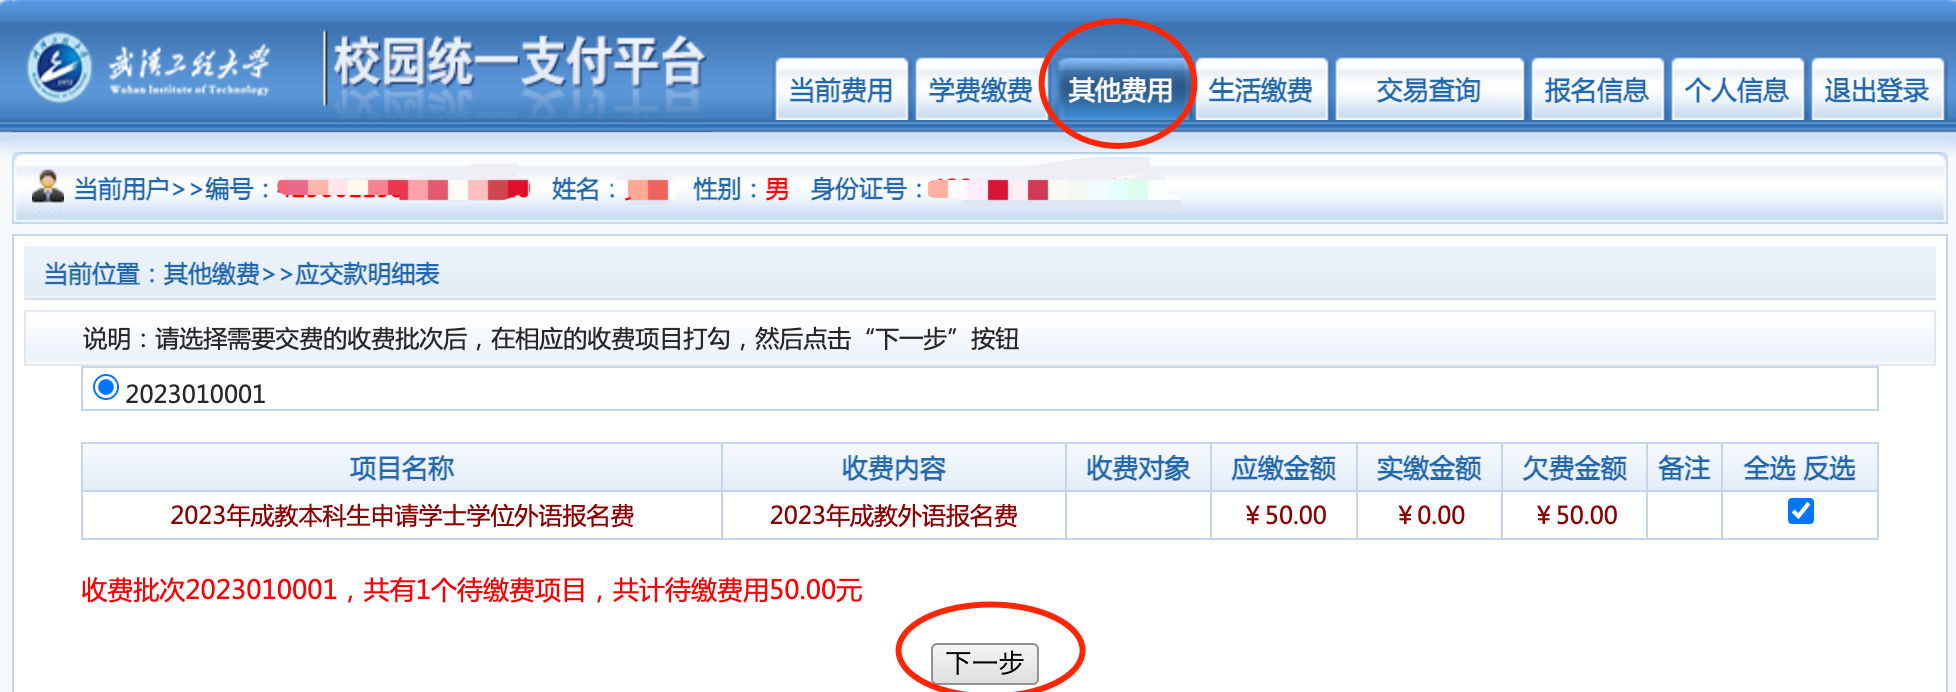 武汉工程大学
Wuhan Institute of Technology
校园统一支付平台
当前费用 学费缴费 其他费用 生活缴费 交易查询 报名信息 个人信息 退出登录
当前用户>>编号： 姓名： 性别：男 身份证号：
当前位置：其他缴费>>应交款明细表
说明：请选择需要交费的收费批次后，在相应的收费项目打勾，然后点击“下一步”按钮
2023010001
项目名称 收费内容 收费对象 应缴金额 实缴金额 欠费金额 备注 全选 反选
2023年成教本科生申请学士学位外语报名费 2023年成教外语报名费 ￥50.00 ￥0.00 ￥50.00
收费批次2023010001，共有1个待缴费项目，共计待缴费用50.00元
下一步